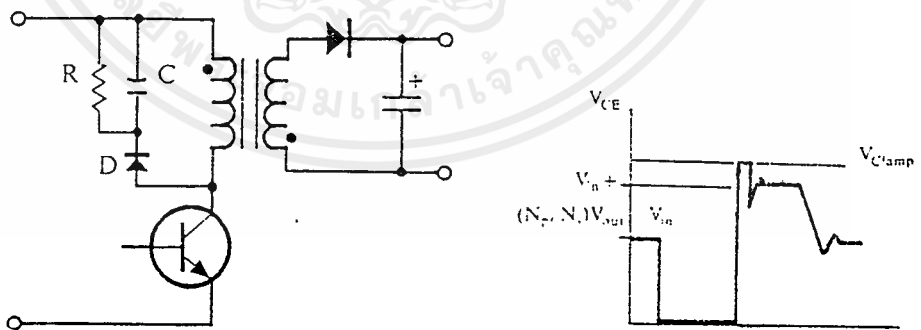 R
C
D
÷
V_CE
V_Clamp
V_in +
(N_p/N_s)V_out
V_in